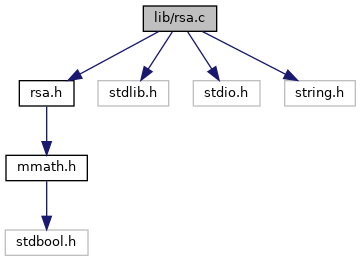 lib/rsa.c
rsa.h
stdlib.h
stdio.h
string.h
mmath.h
stdbool.h